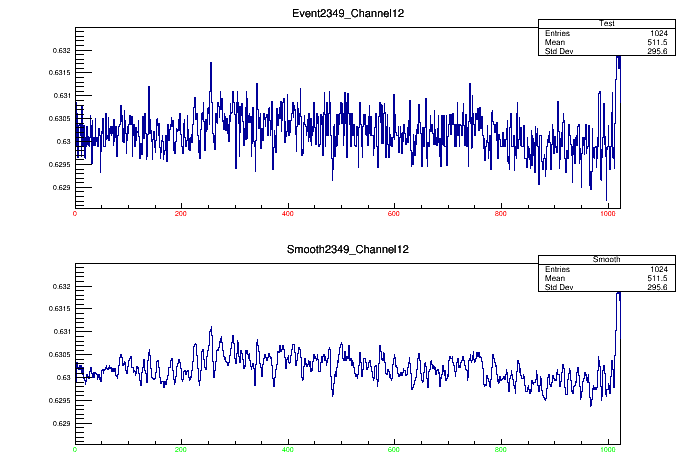 Event2349_Channel12
Test
Entries 1024
Mean 511.5
Std Dev 295.6
0.632
0.6315
0.631
0.6305
0.63
0.6295
0.629
0 200 400 600 800 1000
Smooth2349_Channel12
Smooth
Entries 1024
Mean 511.5
Std Dev 295.6
0.632
0.6315
0.631
0.6305
0.63
0.6295
0.629
0 200 400 600 800 1000